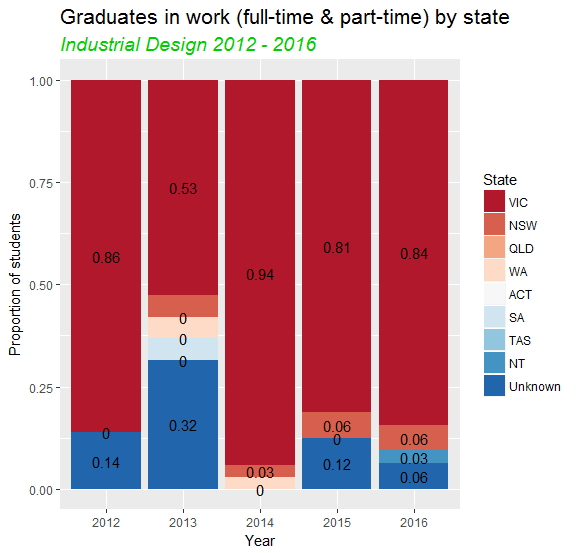 Graduates in work (full-time & part-time) by state
Industrial Design 2012 - 2016
Proportion of students
1.00
0.75
0.50
0.25
0.00
0.86
0
0.14
0.53
0
0
0
0.32
0.94
0.03
0
0.81
0.06
0
0.12
0.84
0.06
0.03
0.06
2012 2013 2014 2015 2016
Year
State
VIC
NSW
QLD
WA
ACT
SA
TAS
NT
Unknown